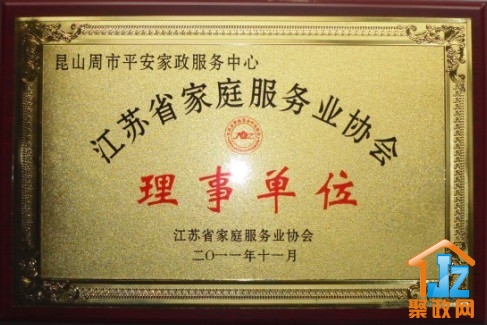 昆山周市平安家政服务中心
江苏省家庭服务业协会
理事单位
江苏省家庭服务业协会
二〇一一年十一月
JZ
聚政网